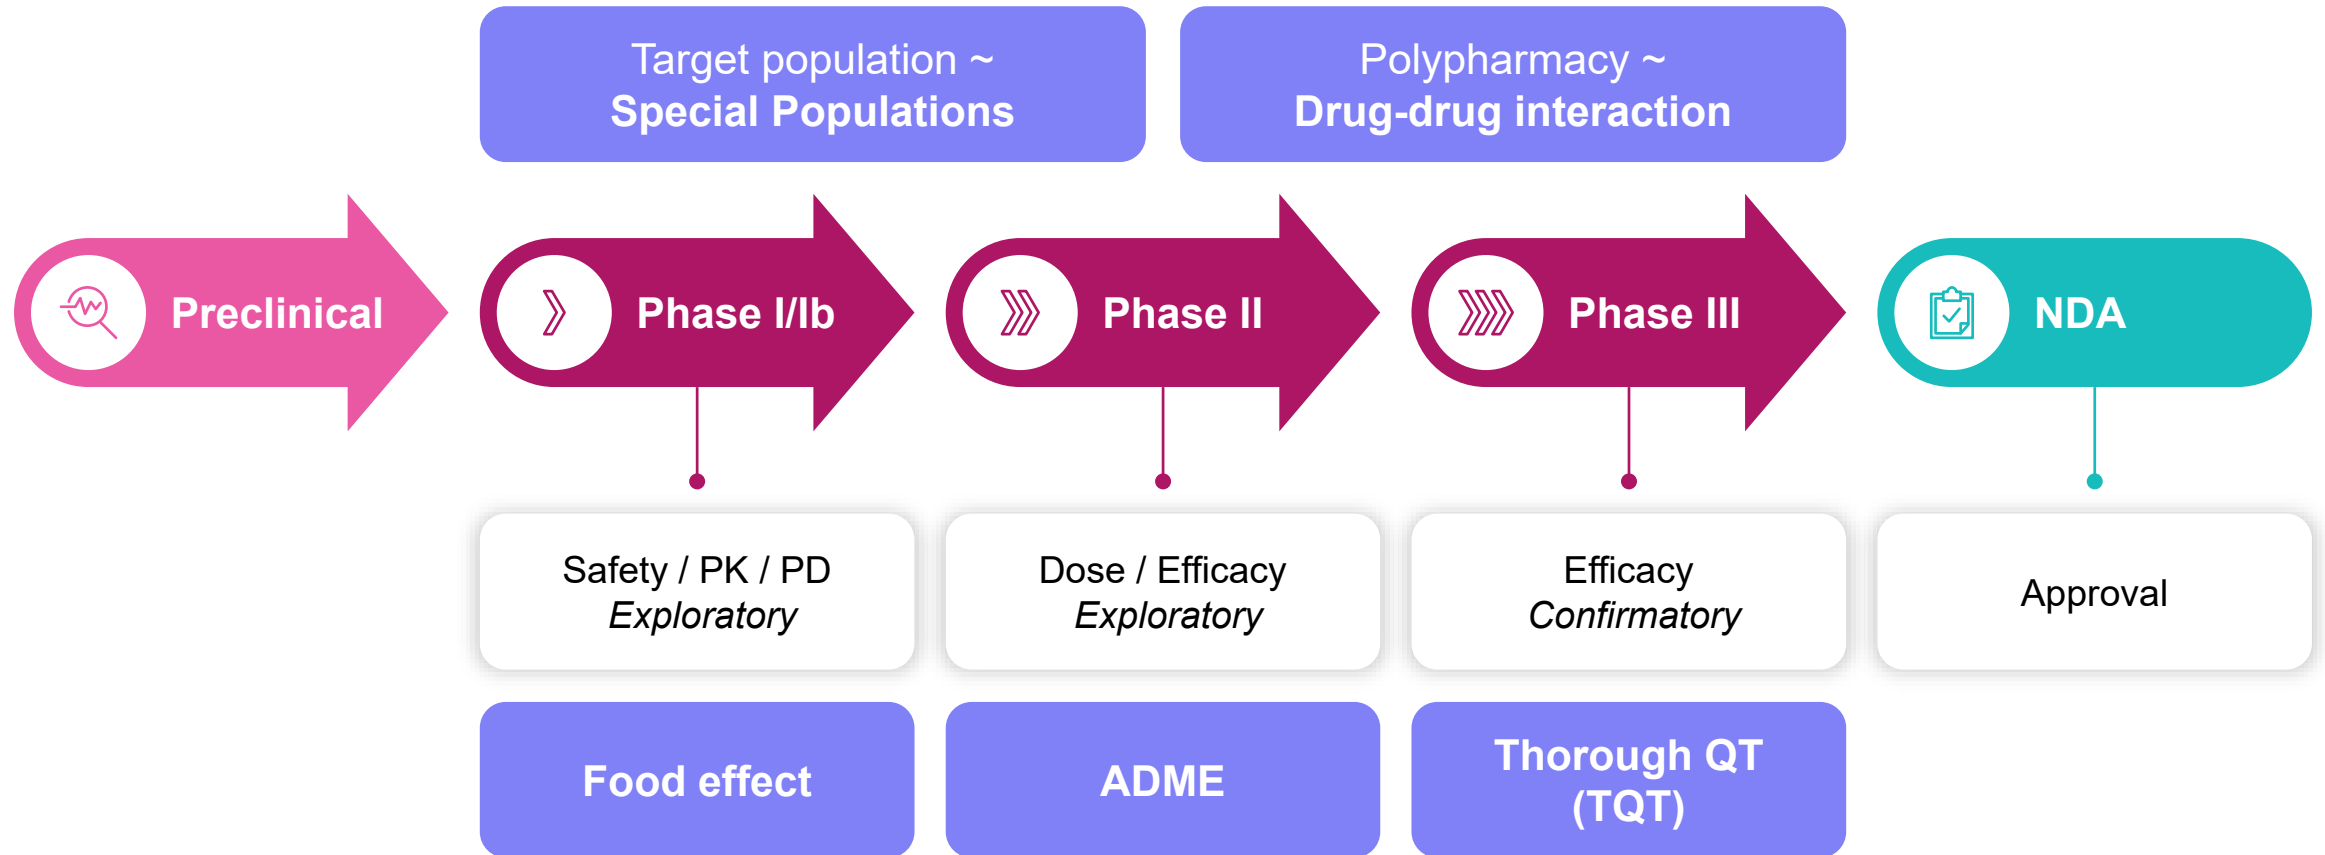 Target population ~
Special Populations
Polypharmacy ~
Drug-drug interaction
Preclinical
Phase I/Ib
Phase II
Phase III
NDA
Safety / PK / PD
Exploratory
Dose / Efficacy
Exploratory
Efficacy
Confirmatory
Approval
Food effect
ADME
Thorough QT
(TQT)